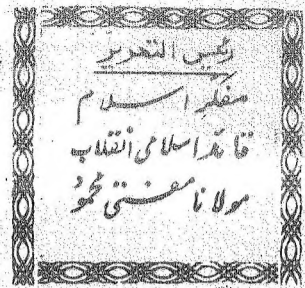 رئیس التحریر
مفکر اسلام
قائد اسلامی انقلاب
مولانا مفتی محمود